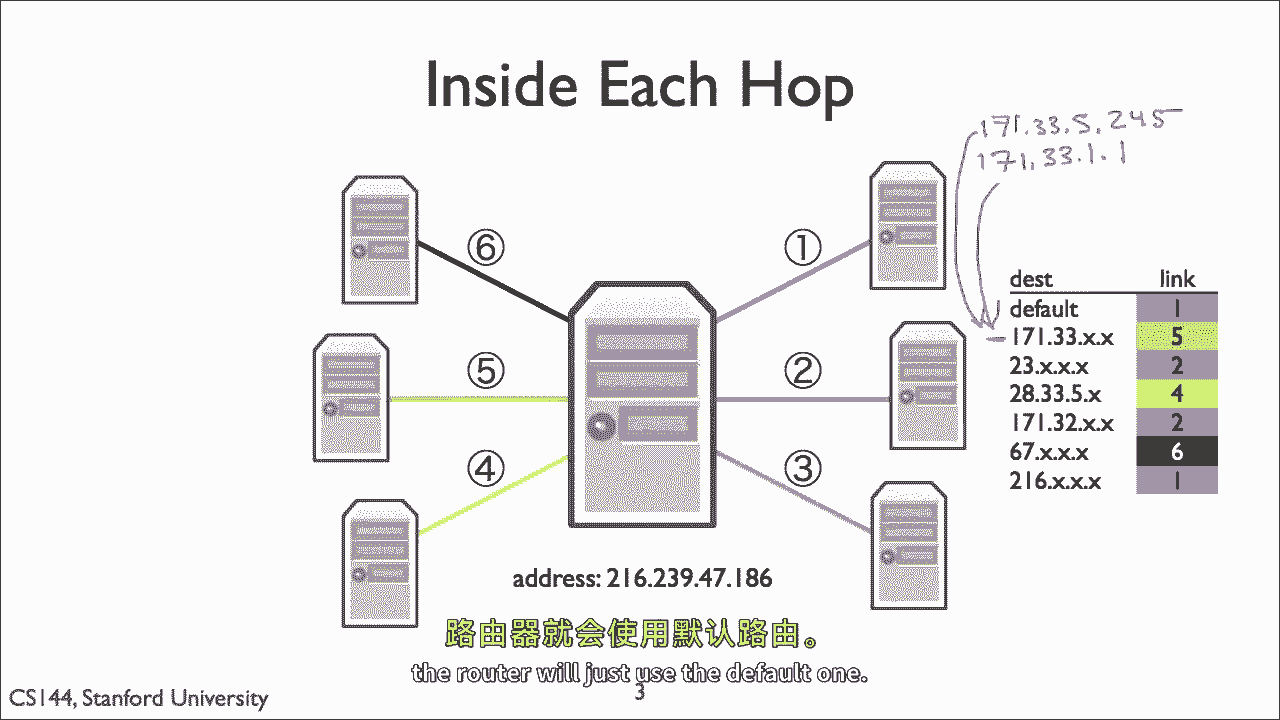 Inside Each Hop
171.33.5.245
171.33.1.1
⑥
①
⑤
②
④
③
dest link
default 1
171.33.x.x 5
23.x.x.x 2
28.33.5.x 4
171.32.x.x 2
67.x.x.x 6
216.x.x.x 1
address: 216.239.47.186
路由器就会使用默认路由。
the router will just use the default one.
3
CS144, Stanford University